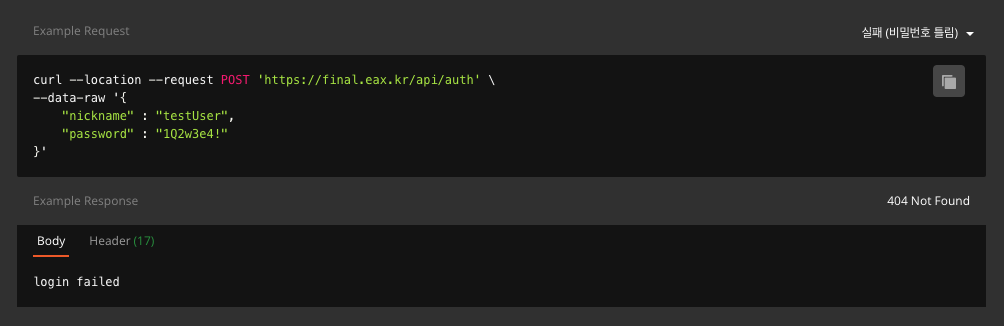 Example Request
실패 (비밀번호 틀림)
curl --location --request POST 'https://final.eax.kr/api/auth' \
--data-raw '{
    "nickname" : "testUser",
    "password" : "1Q2w3e4!"
}'
Example Response
404 Not Found
Body Header (17)
login failed